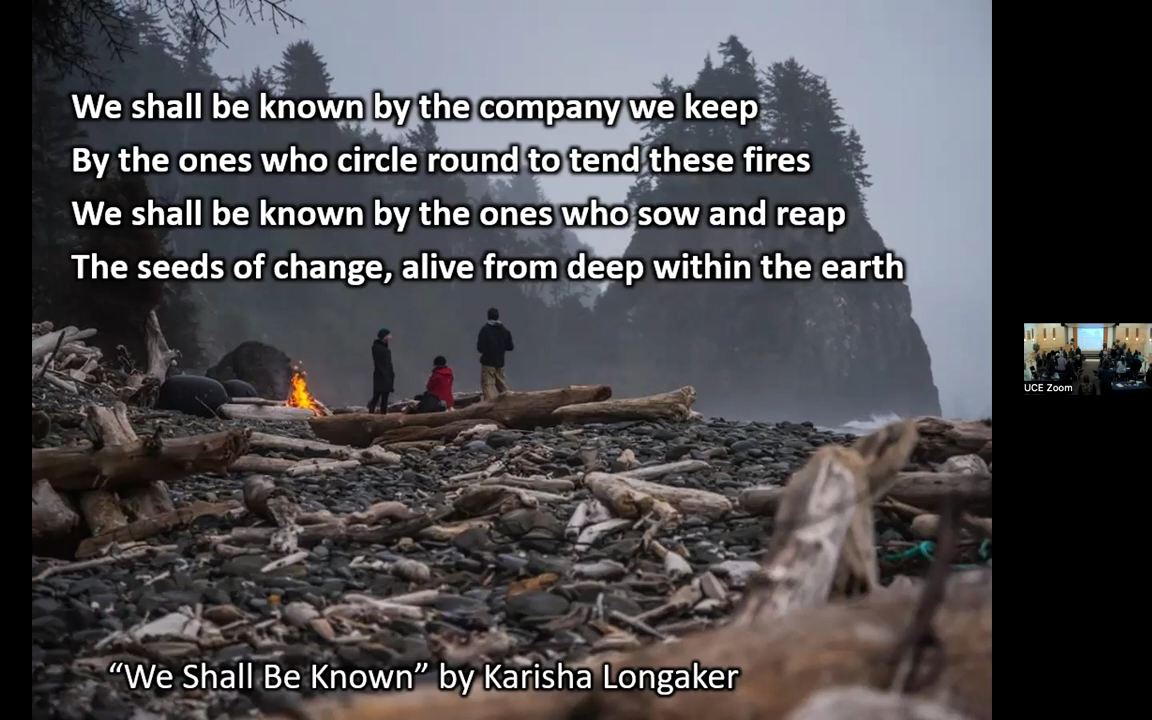 We shall be known by the company we keep
By the ones who circle round to tend these fires
We shall be known by the ones who sow and reap
The seeds of change, alive from deep within the earth
“We Shall Be Known” by Karisha Longaker
UCE Zoom